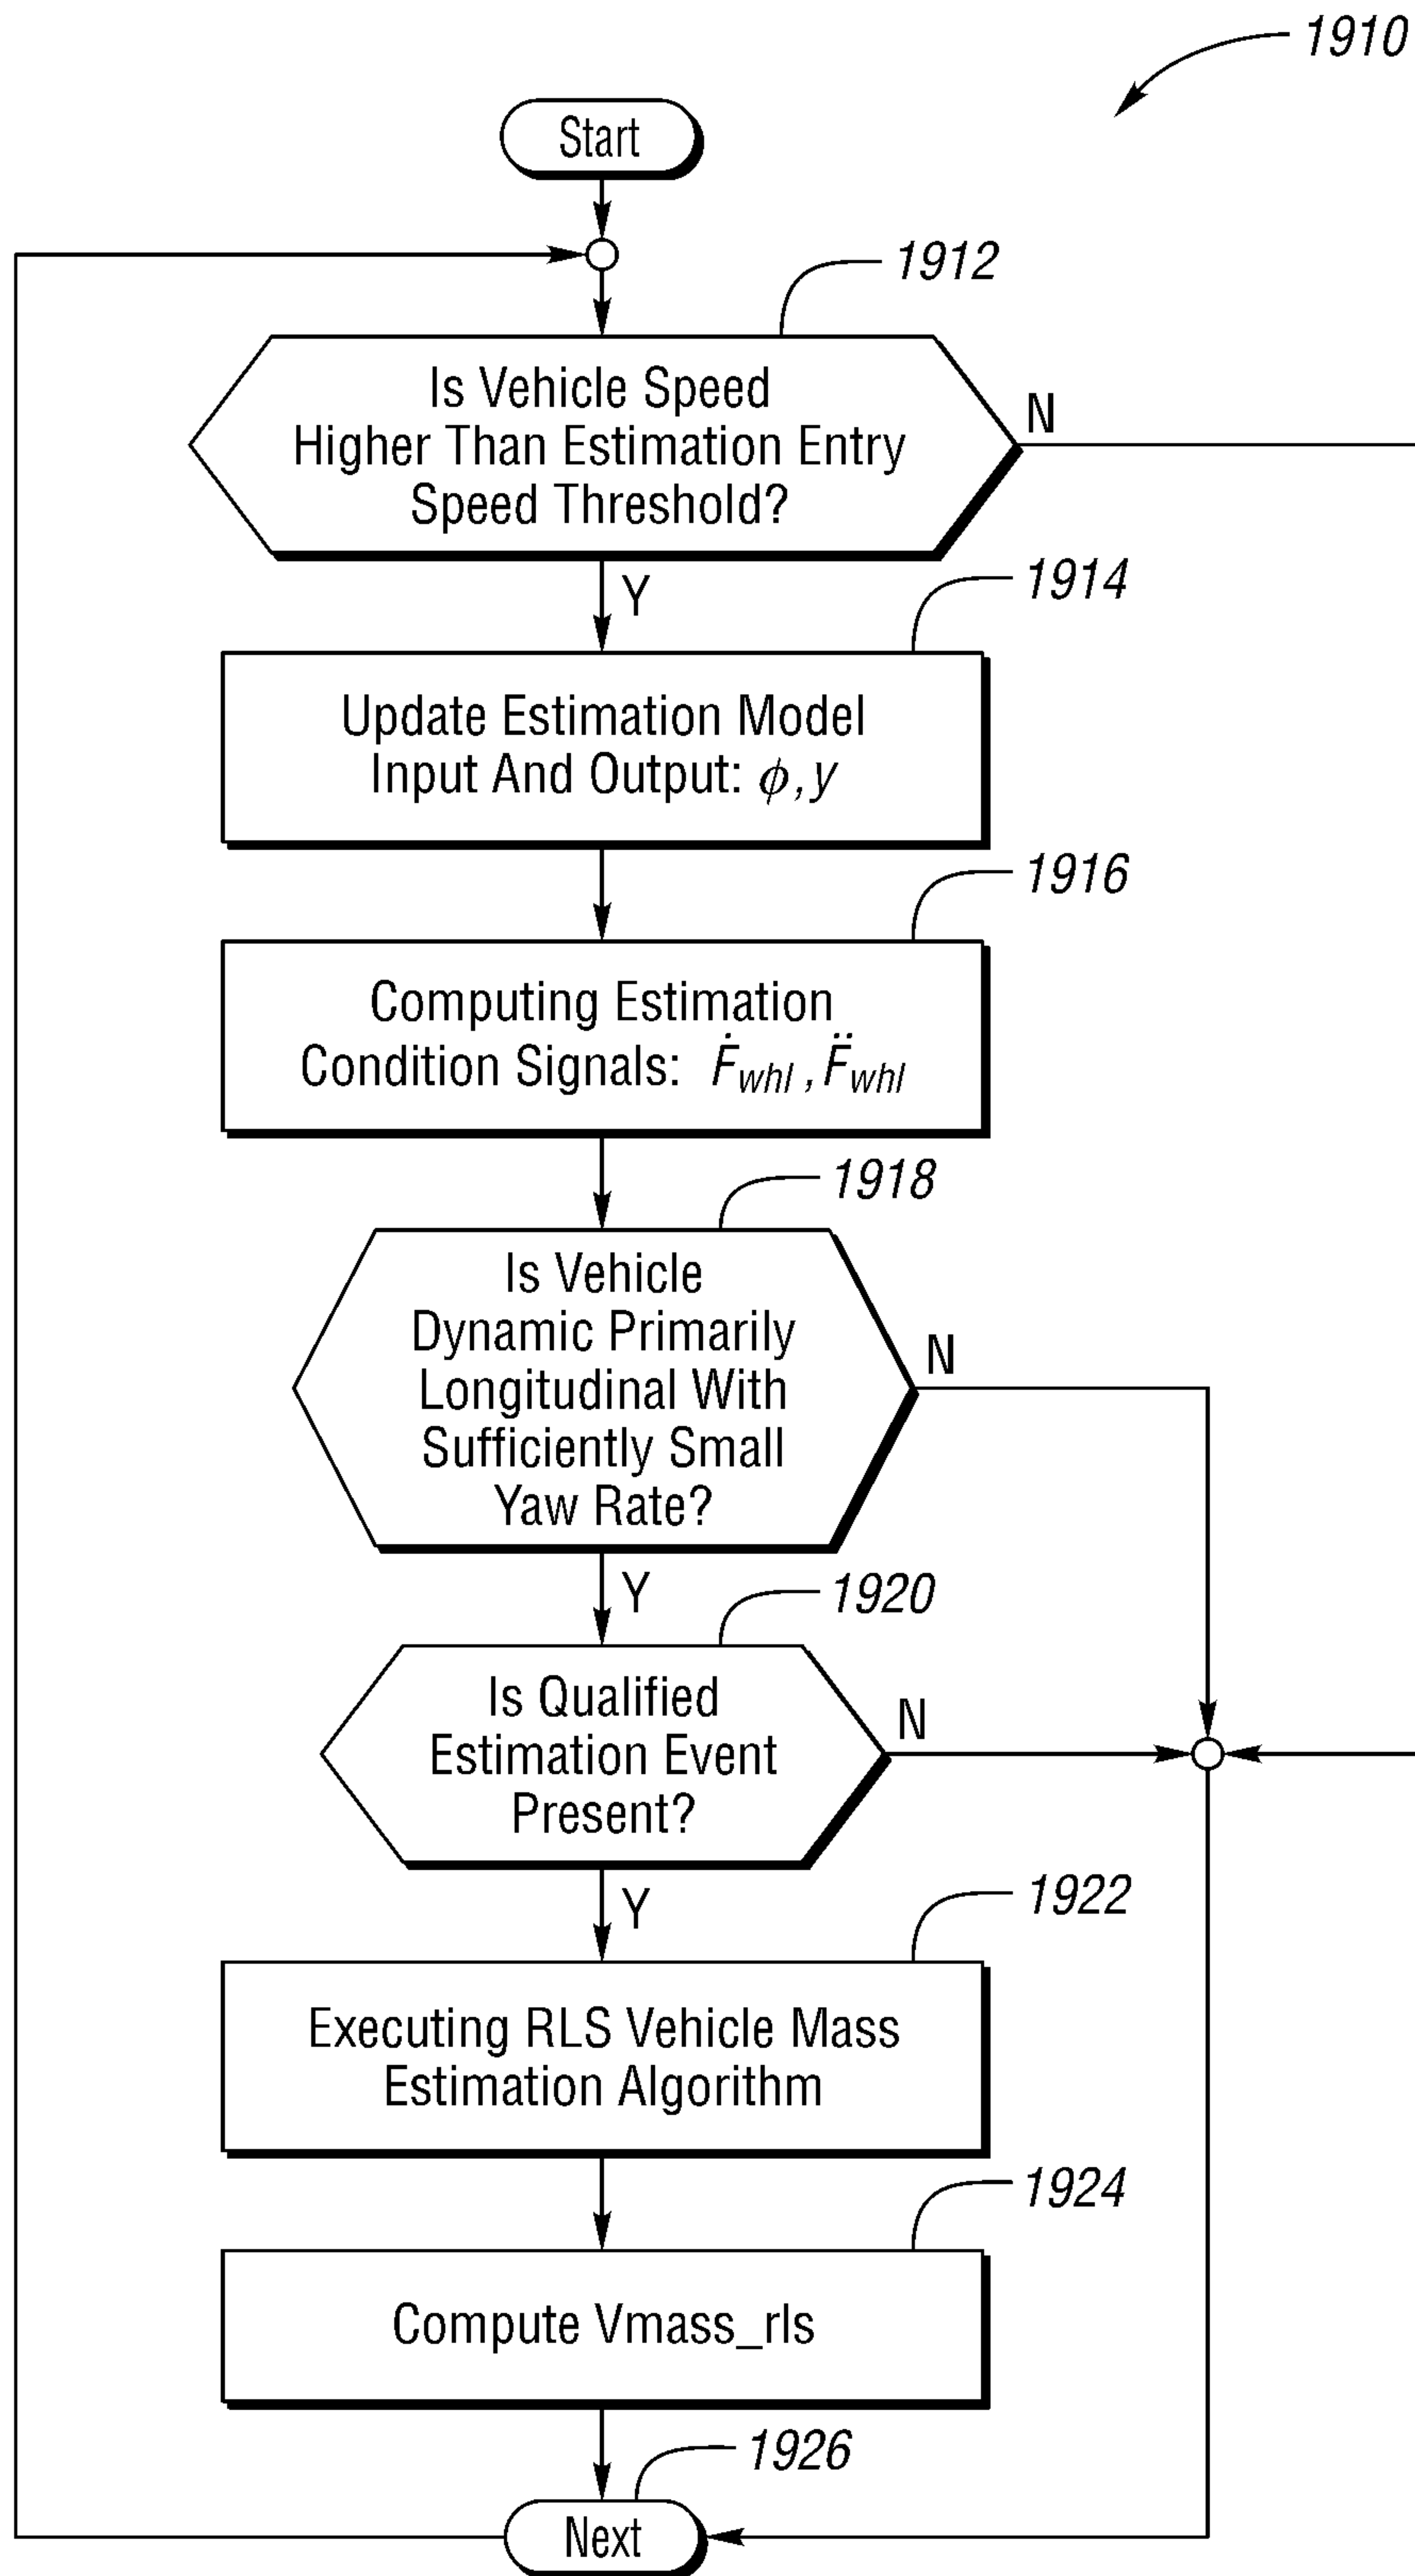 1910
Start
1912
Is Vehicle Speed
Higher Than Estimation Entry
Speed Threshold?
N
Y
1914
Update Estimation Model
Input And Output: ϕ, y
1916
Computing Estimation
Condition Signals: Ḟwhl , F̈whl
1918
Is Vehicle
Dynamic Primarily
Longitudinal With
Sufficiently Small
Yaw Rate?
N
Y
1920
Is Qualified
Estimation Event
Present?
N
Y
1922
Executing RLS Vehicle Mass
Estimation Algorithm
1924
Compute Vmass_rls
1926
Next